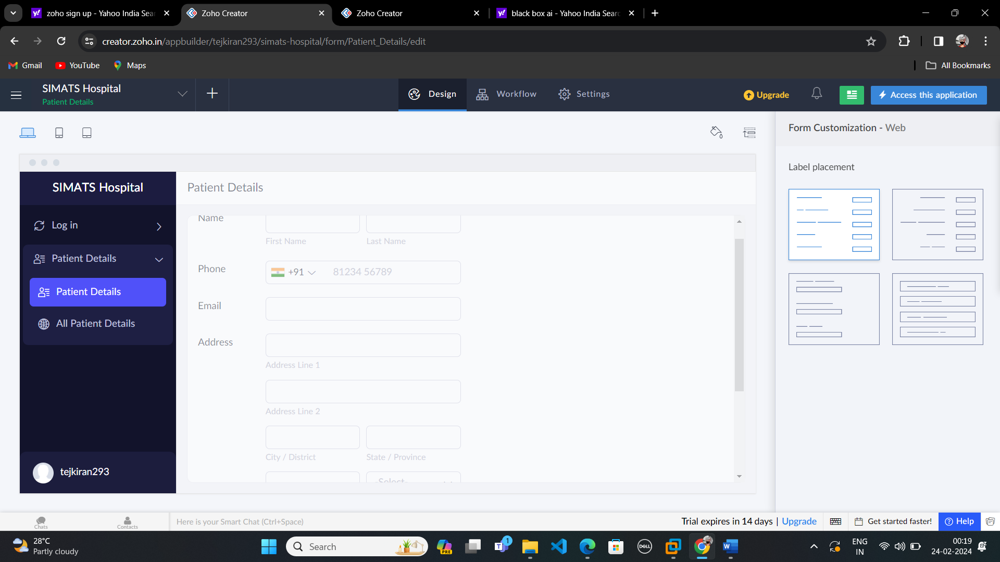 zoho sign up - Yahoo India Sear
Zoho Creator
Zoho Creator
black box ai - Yahoo India Searc
creator.zoho.in/appbuilder/tejkiran293/simats-hospital/form/Patient_Details/edit
Gmail
YouTube
Maps
All Bookmarks
SIMATS Hospital
Patient Details
Design
Workflow
Settings
Upgrade
Access this application
Form Customization - Web
Label placement
SIMATS Hospital
Log in
Patient Details
Patient Details
All Patient Details
tejkiran293
Patient Details
Name
First Name
Last Name
Phone
+91
81234 56789
Email
Address
Address Line 1
Address Line 2
City / District
State / Province
-Select-
Chats
Contacts
Here is your Smart Chat (Ctrl+Space)
Trial expires in 14 days | Upgrade
Get started faster!
Help
28°C
Partly cloudy
Search
PRE
1
DELL
ENG
IN
00:19
24-02-2024